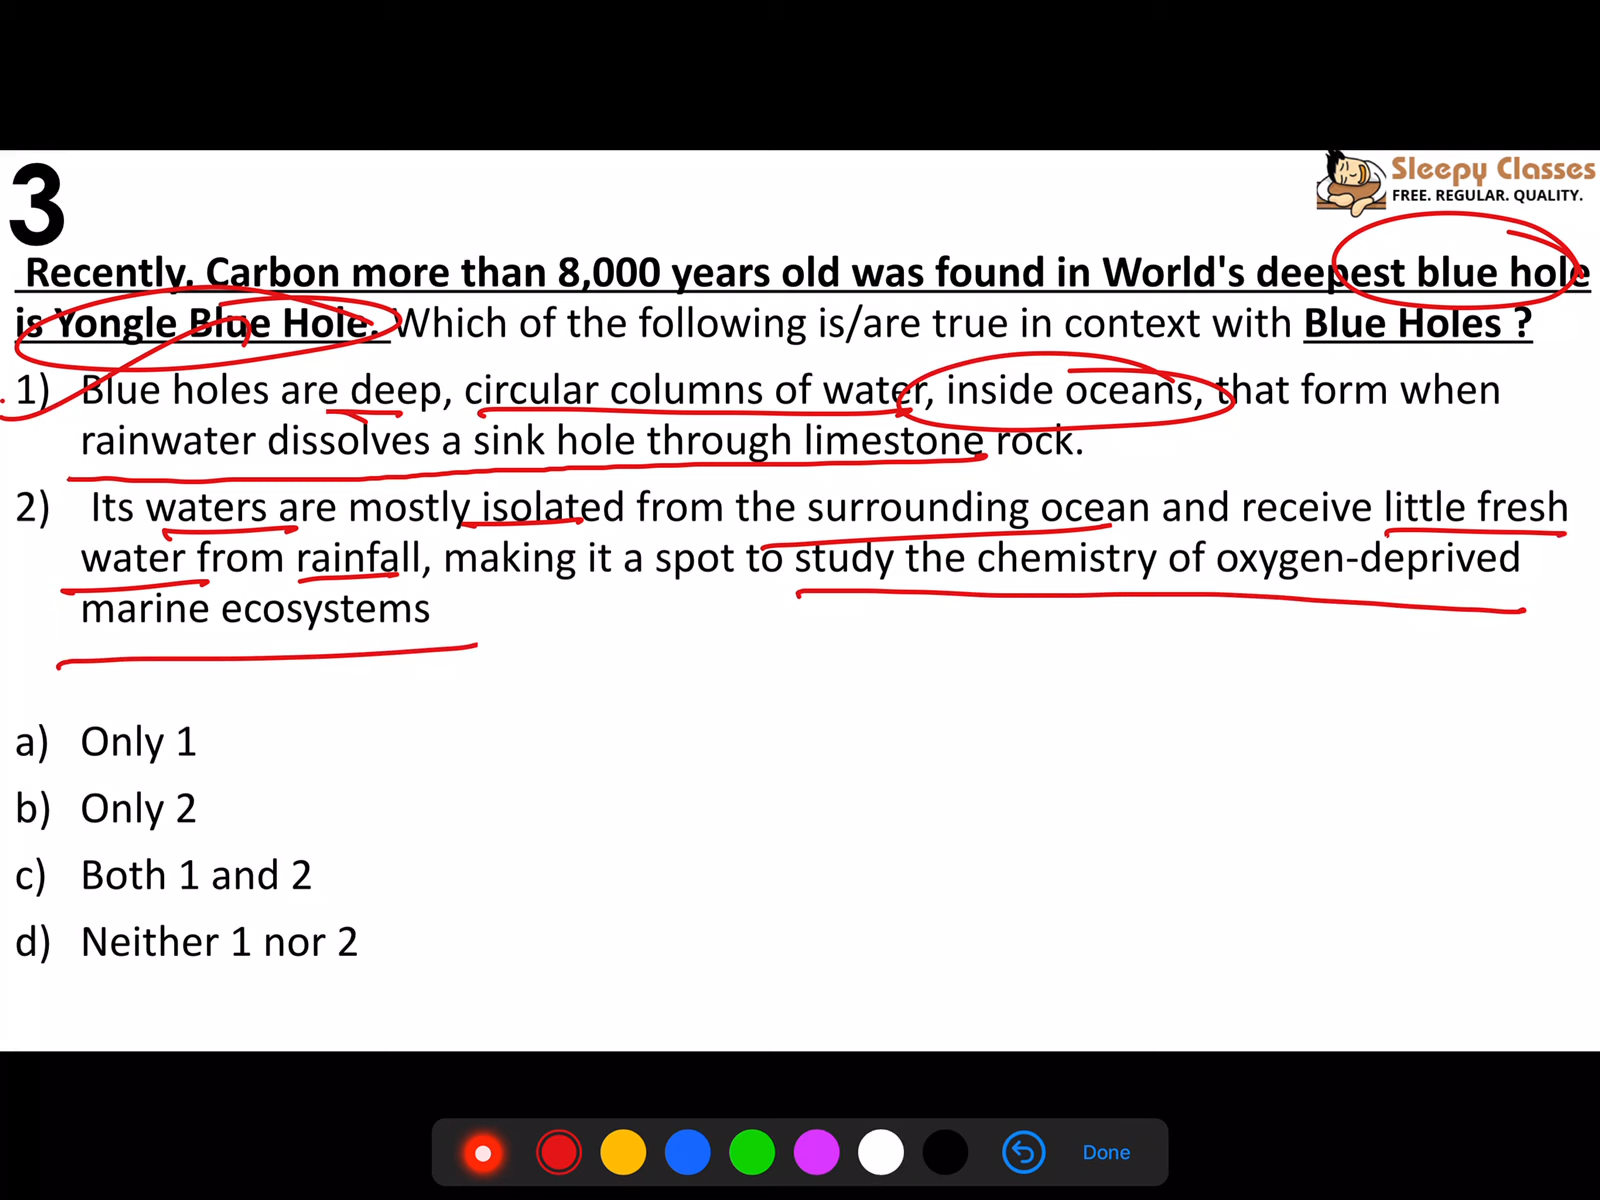 3
Sleepy Classes
FREE. REGULAR. QUALITY.
Recently. Carbon more than 8,000 years old was found in World's deepest blue hole
is Yongle Blue Hole. Which of the following is/are true in context with Blue Holes ?
1) Blue holes are deep, circular columns of water, inside oceans, that form when
rainwater dissolves a sink hole through limestone rock.
2) Its waters are mostly isolated from the surrounding ocean and receive little fresh
water from rainfall, making it a spot to study the chemistry of oxygen-deprived
marine ecosystems
a) Only 1
b) Only 2
c) Both 1 and 2
d) Neither 1 nor 2
Done